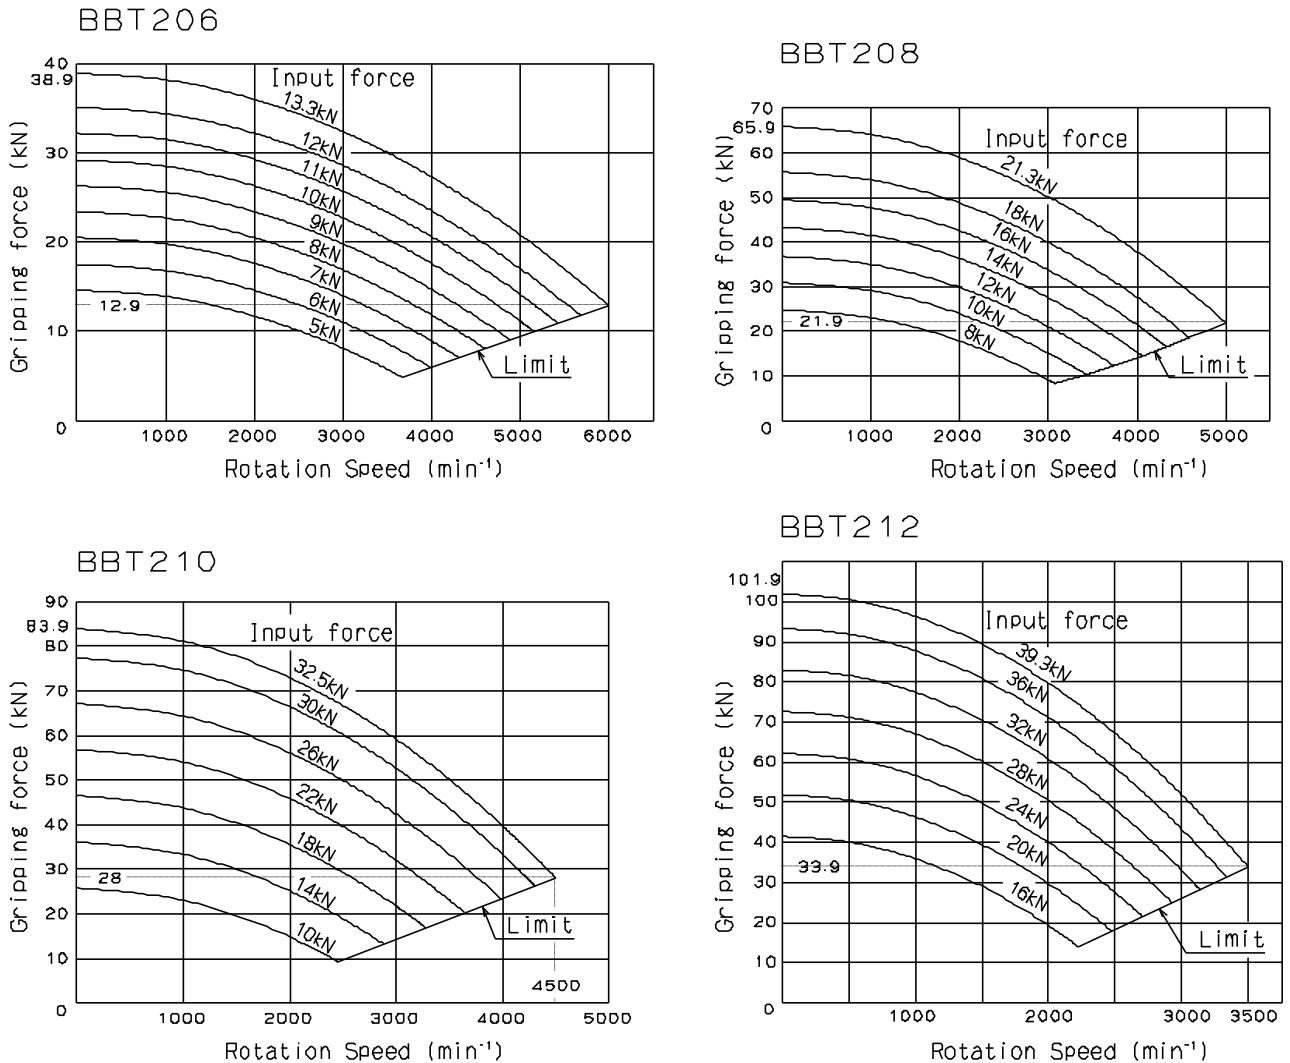 BBT206
40
38.9
30
20
12.9
10
0
Gripping force (kN)
Input force
13.3kN
12kN
11kN
10kN
9kN
8kN
7kN
6kN
5kN
Limit
1000 2000 3000 4000 5000 6000
Rotation Speed (min⁻¹)
BBT208
70
65.9
60
50
40
30
21.9
20
10
0
Gripping force (kN)
Input force
21.3kN
18kN
16kN
14kN
12kN
10kN
8kN
Limit
1000 2000 3000 4000 5000
Rotation Speed (min⁻¹)
BBT210
90
83.9
80
70
60
50
40
30
28
20
10
0
Gripping force (kN)
Input force
32.5kN
30kN
26kN
22kN
18kN
14kN
10kN
Limit
4500
1000 2000 3000 4000 5000
Rotation Speed (min⁻¹)
BBT212
101.9
100
90
80
70
60
50
40
33.9
30
20
10
0
Gripping force (kN)
Input force
39.3kN
36kN
32kN
28kN
24kN
20kN
16kN
Limit
1000 2000 3000 3500
Rotation Speed (min⁻¹)